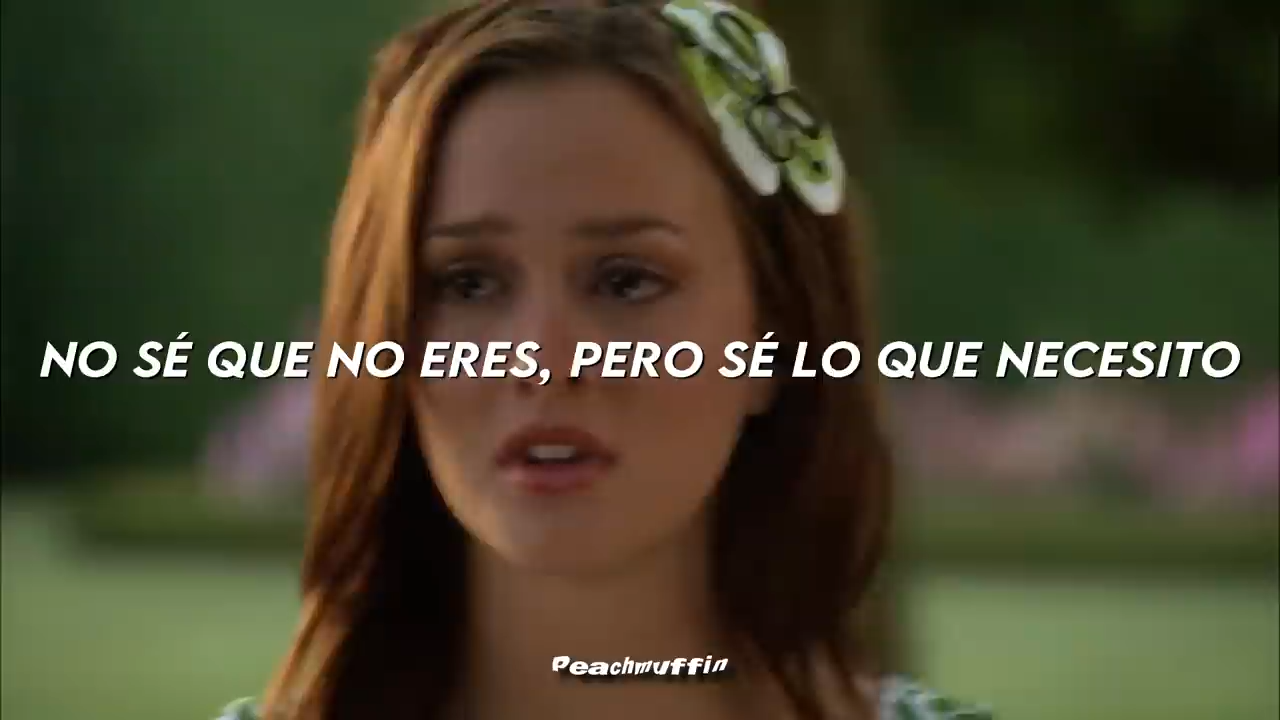 NO SÉ QUE NO ERES, PERO SÉ LO QUE NECESITO
Peachmuffin